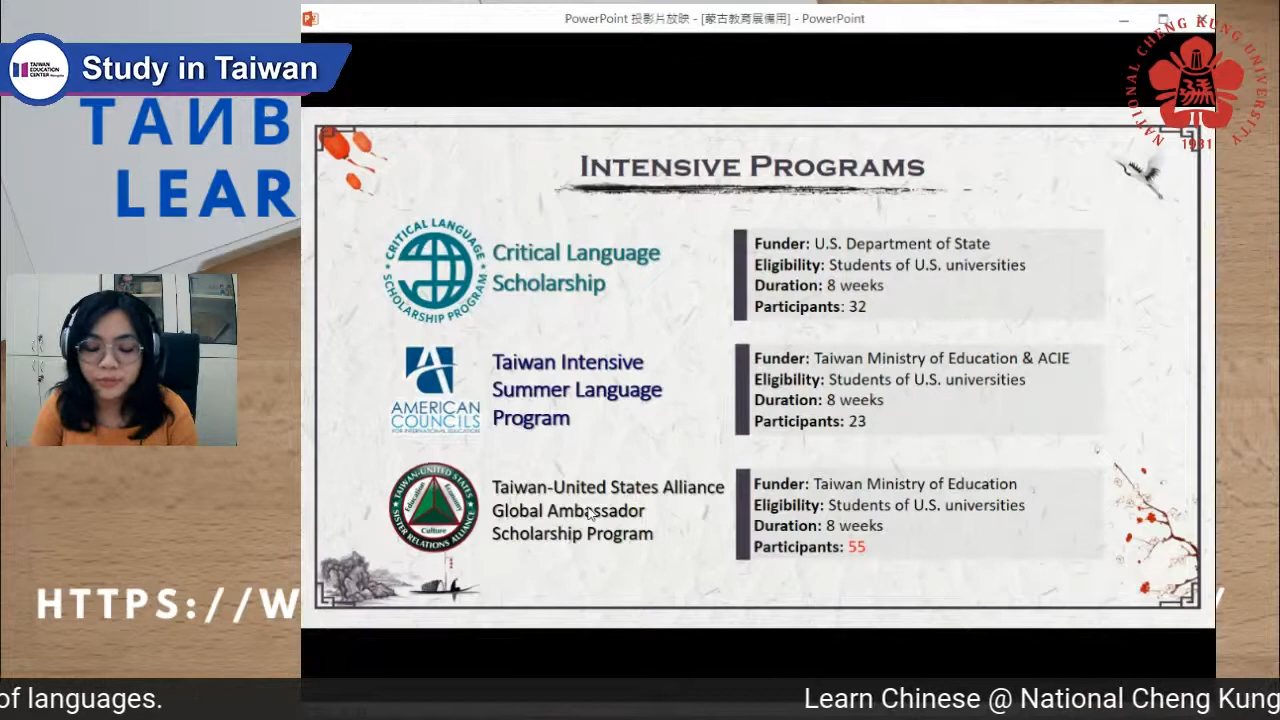 PowerPoint 投影片放映 - [蒙古教育展備用] - PowerPoint
TAIWAN
EDUCATION
CENTER
Study in Taiwan
NATIONAL CHENG KUNG UNIVERSITY
1931
TAИB
LEAR
INTENSIVE PROGRAMS
CRITICAL LANGUAGE
SCHOLARSHIP PROGRAM
Critical Language
Scholarship
Funder: U.S. Department of State
Eligibility: Students of U.S. universities
Duration: 8 weeks
Participants: 32
AMERICAN
COUNCILS
FOR INTERNATIONAL EDUCATION
Taiwan Intensive
Summer Language
Program
Funder: Taiwan Ministry of Education & ACIE
Eligibility: Students of U.S. universities
Duration: 8 weeks
Participants: 23
TAIWAN-UNITED STATES
SISTER RELATIONS ALLIANCE
Education
Economy
Culture
Taiwan-United States Alliance
Global Ambassador
Scholarship Program
Funder: Taiwan Ministry of Education
Eligibility: Students of U.S. universities
Duration: 8 weeks
Participants: 55
HTTPS://W
of languages.
Learn Chinese @ National Cheng Kung